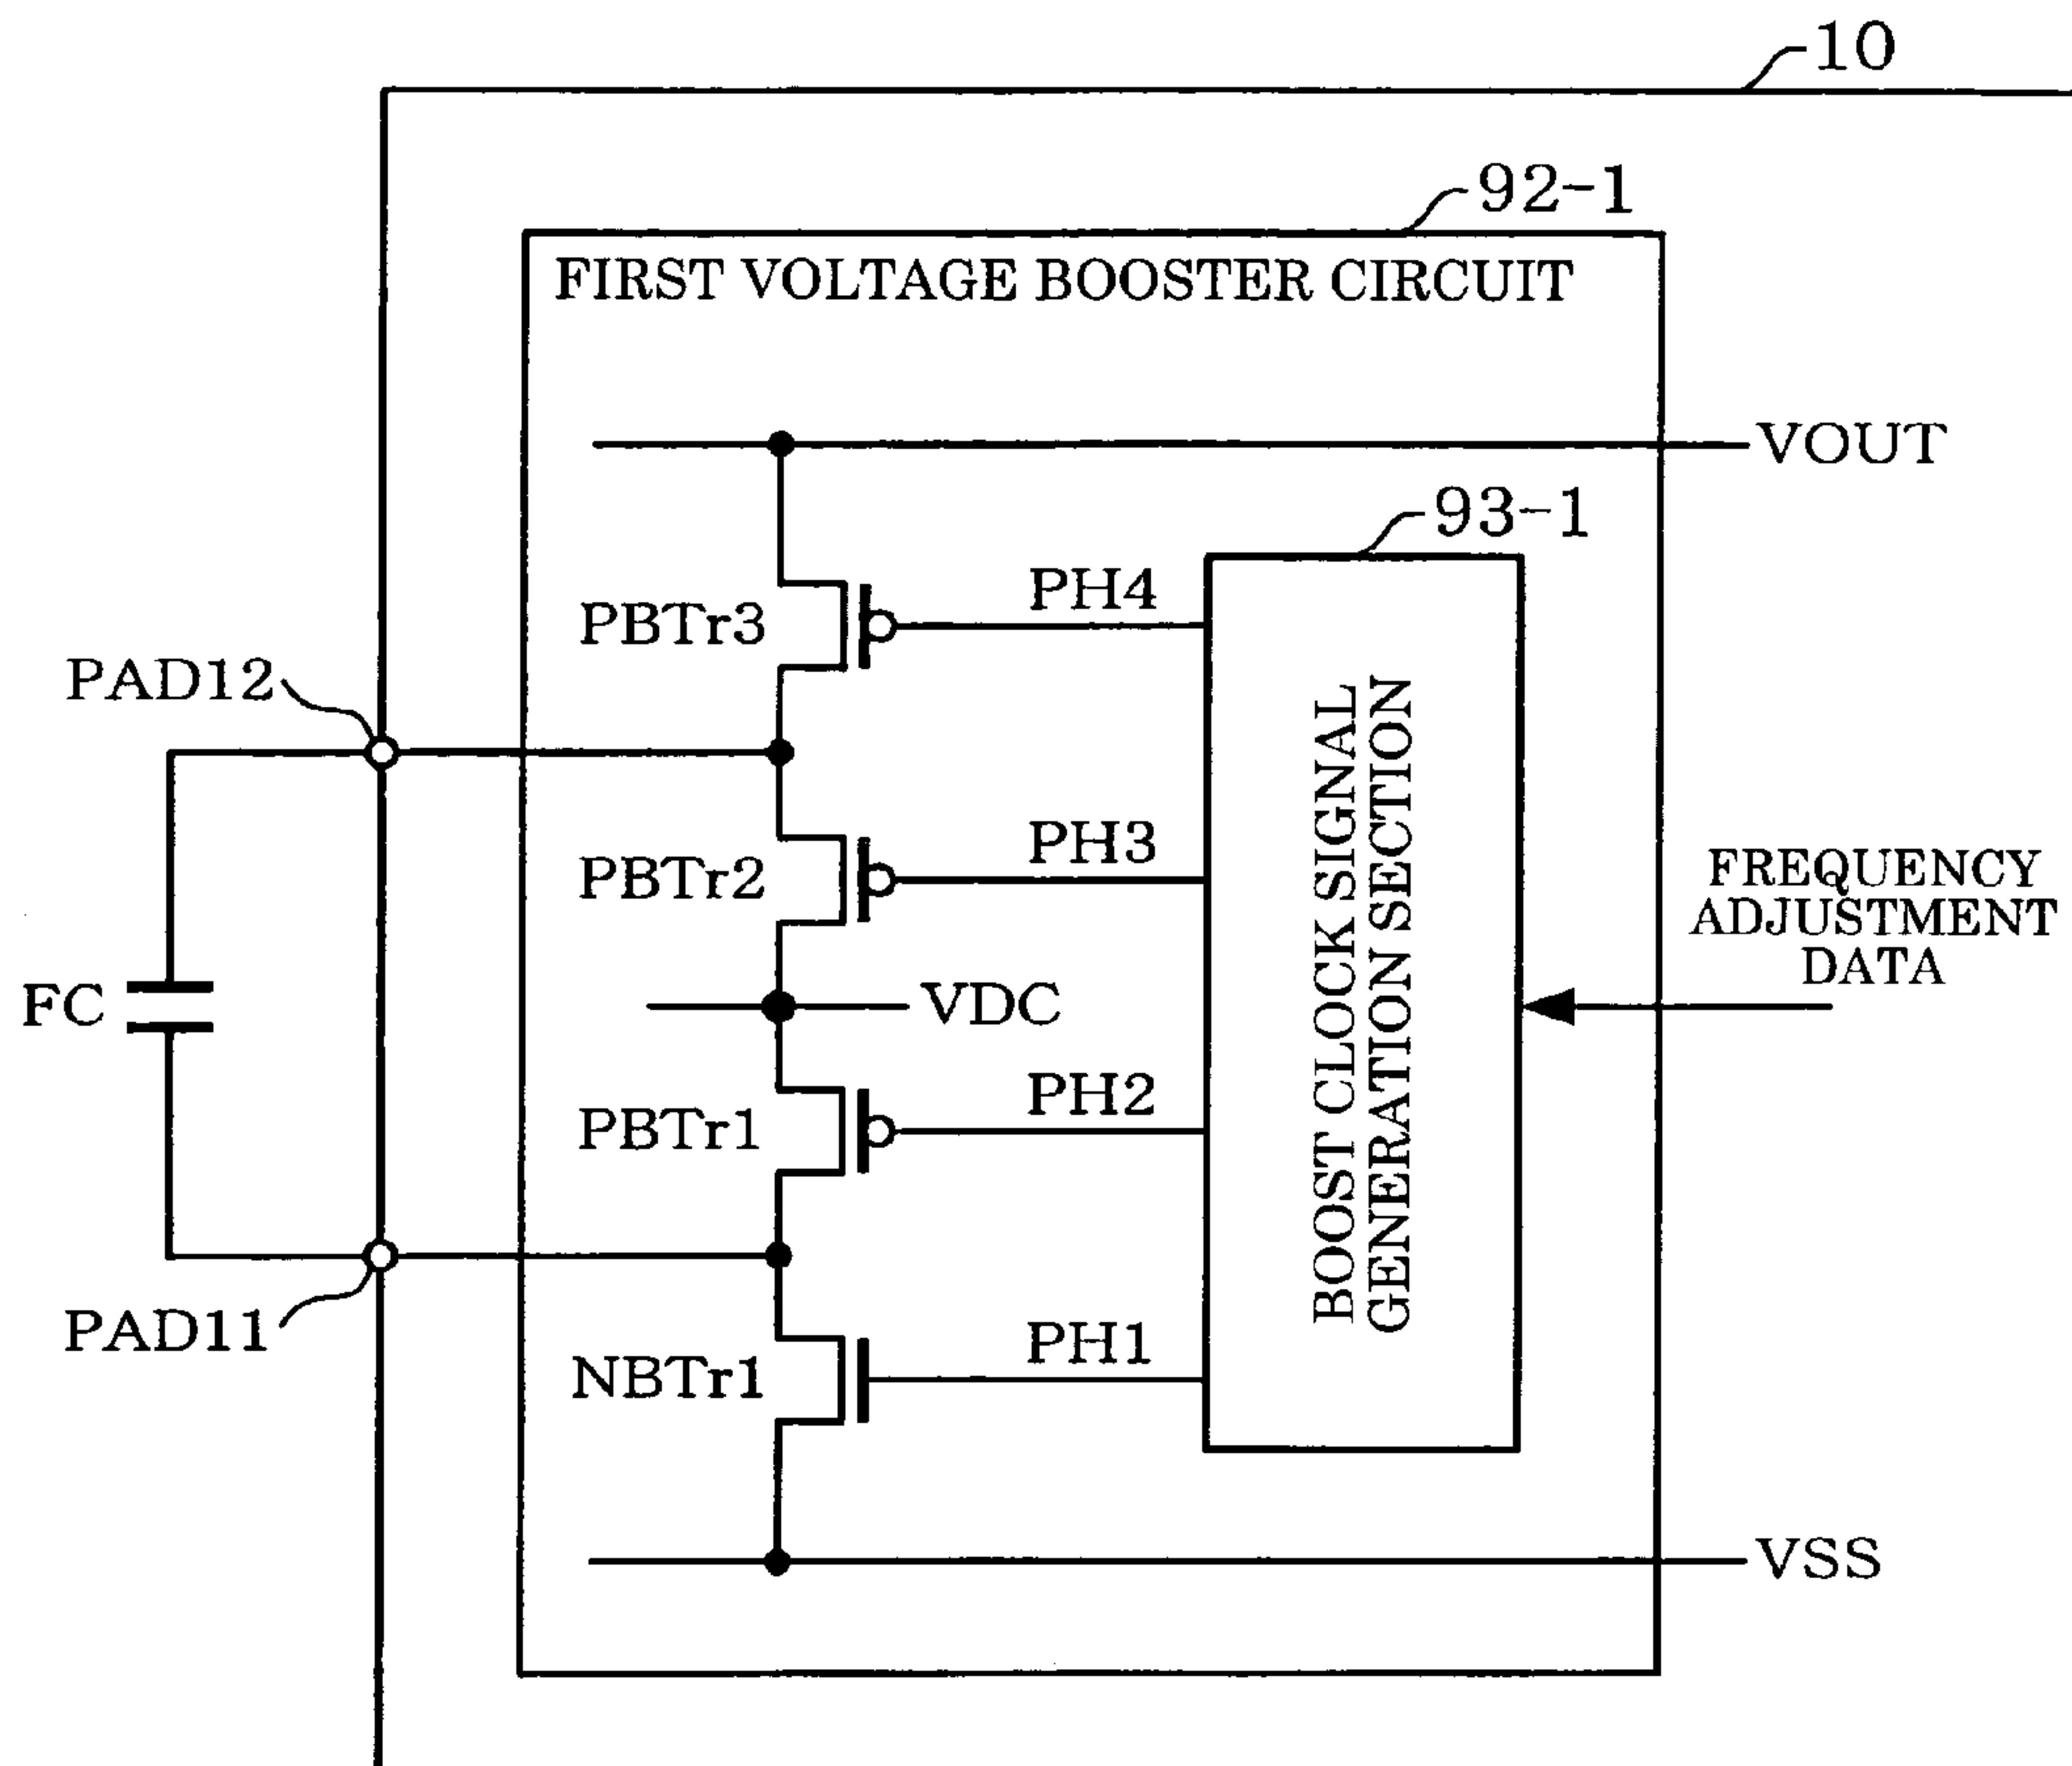 10
92-1
FIRST VOLTAGE BOOSTER CIRCUIT
VOUT
93-1
PH4
PBTr3
PAD12
PH3
PBTr2
FREQUENCY
ADJUSTMENT
DATA
BOOST CLOCK SIGNAL
GENERATION SECTION
FC
VDC
PH2
PBTr1
PAD11
PH1
NBTr1
VSS